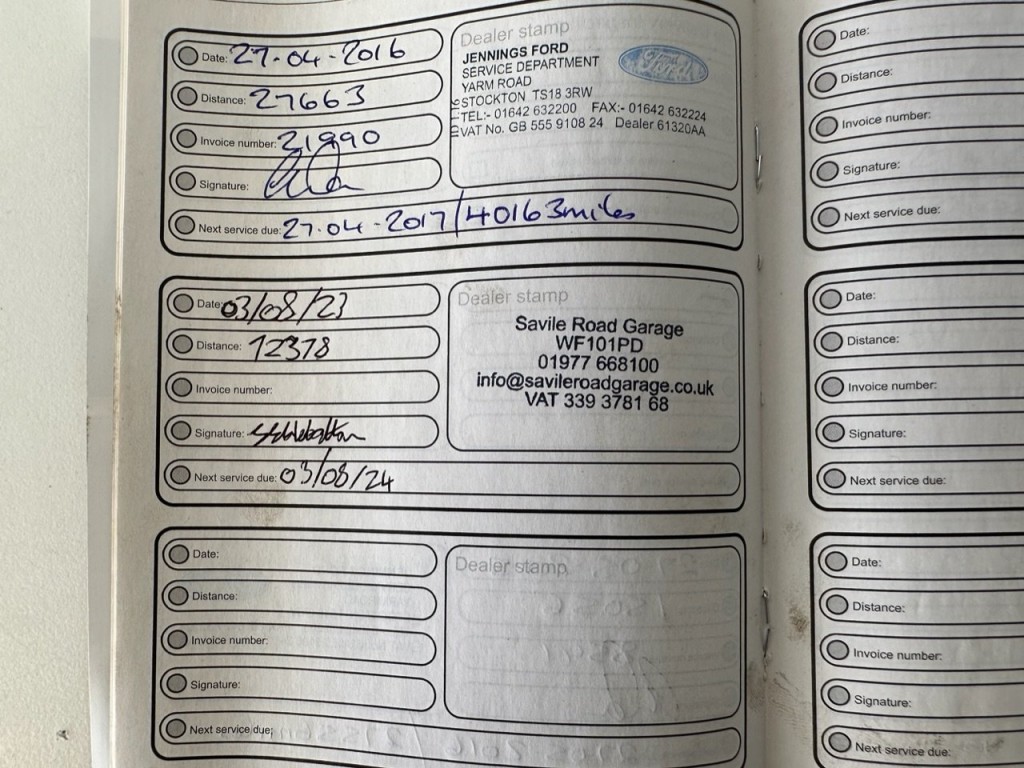 Date: 27-04-2016
Distance: 27663
Invoice number: 21990
Signature:
Next service due: 27.04-2017/40163miles
Dealer stamp
JENNINGS FORD
SERVICE DEPARTMENT
YARM ROAD
STOCKTON TS18 3RW
TEL:- 01642 632200 FAX:- 01642 632224
VAT No. GB 555 9108 24 Dealer 61320AA
Ford
Date: 03/08/23
Distance: 72378
Invoice number:
Signature:
Next service due: 03/08/24
Dealer stamp
Savile Road Garage
WF101PD
01977 668100
info@savileroadgarage.co.uk
VAT 339 3781 68
Date:
Distance:
Invoice number:
Signature:
Next service due:
Dealer stamp
Date:
Distance:
Invoice number:
Signature:
Next service due:
Date:
Distance:
Invoice number:
Signature:
Next service due:
Date:
Distance:
Invoice number:
Signature:
Next service due: